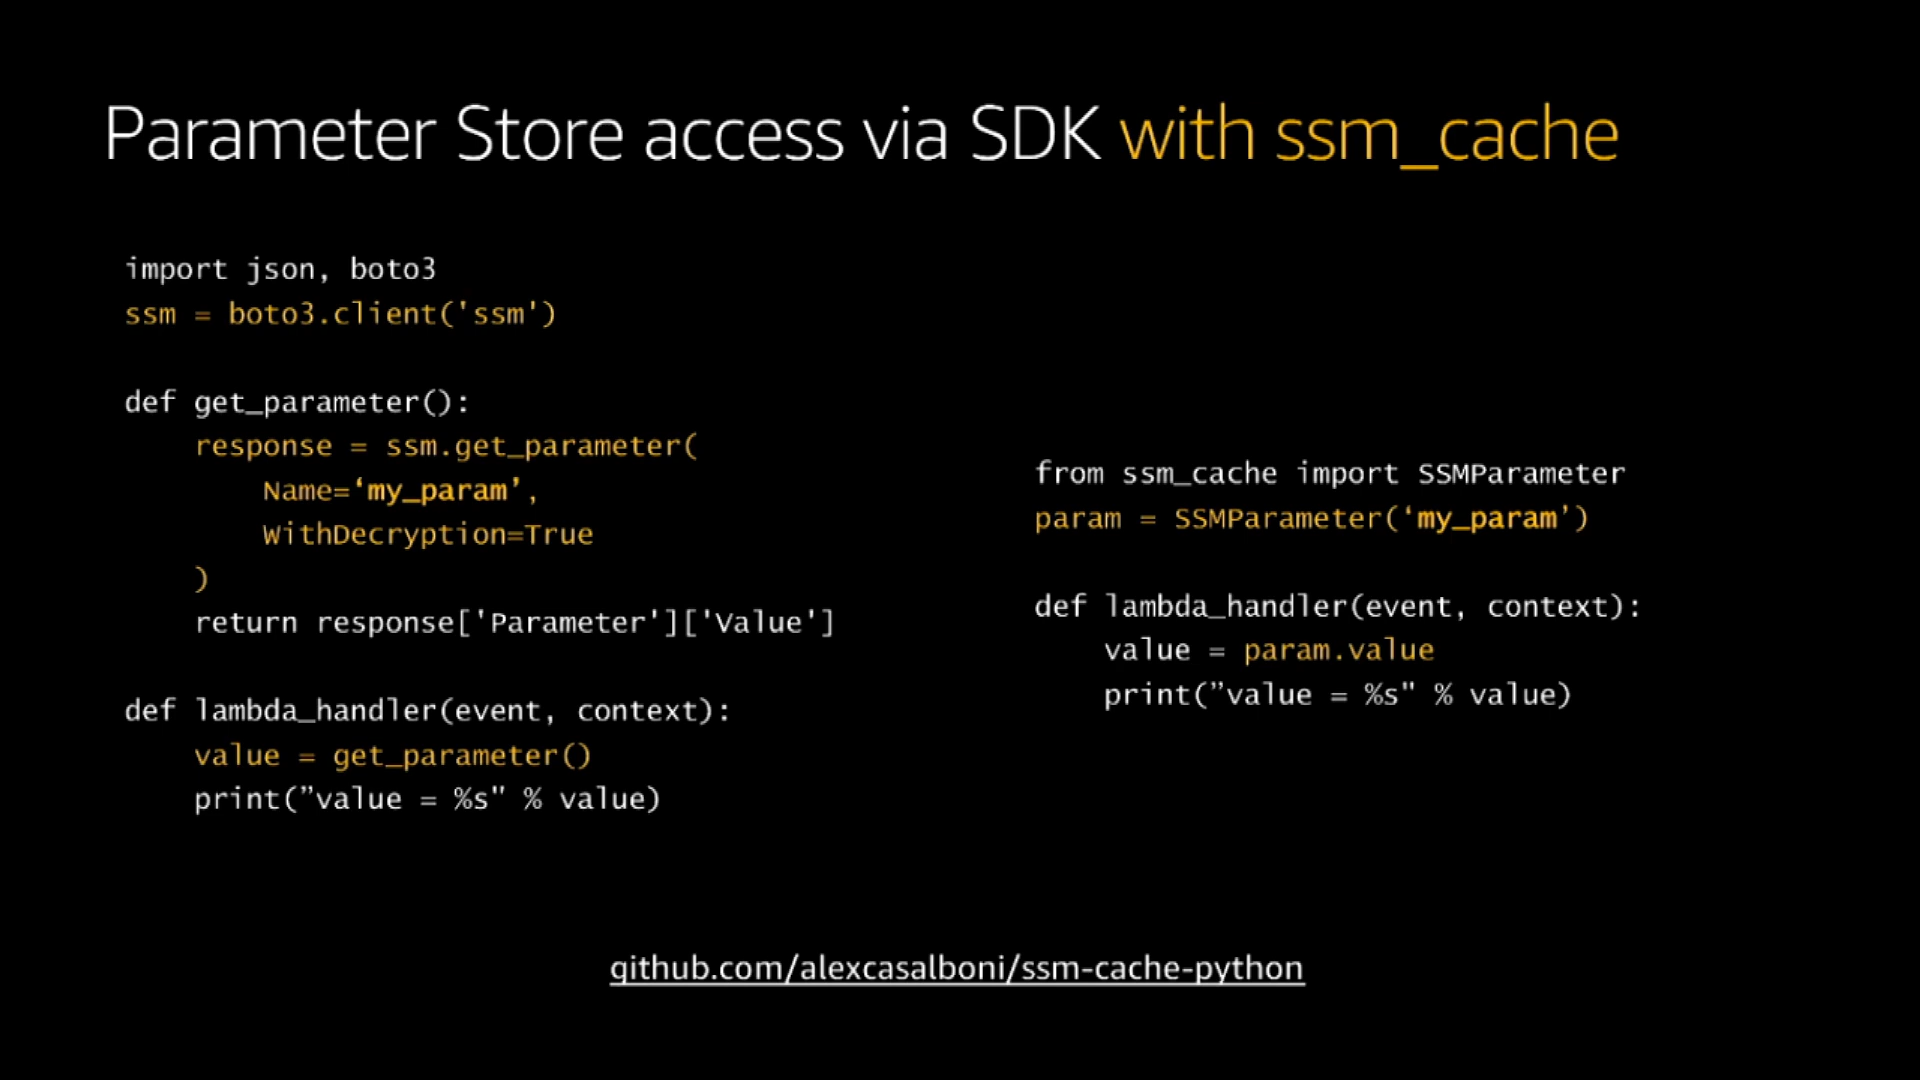 Parameter Store access via SDK with ssm_cache
import json, boto3
ssm = boto3.client('ssm')
def get_parameter():
response = ssm.get_parameter(
Name=‘my_param’,
WithDecryption=True
)
return response['Parameter']['Value']
def lambda_handler(event, context):
value = get_parameter()
print(”value = %s" % value)
from ssm_cache import SSMParameter
param = SSMParameter(‘my_param’)
def lambda_handler(event, context):
value = param.value
print(”value = %s" % value)
github.com/alexcasalboni/ssm-cache-python